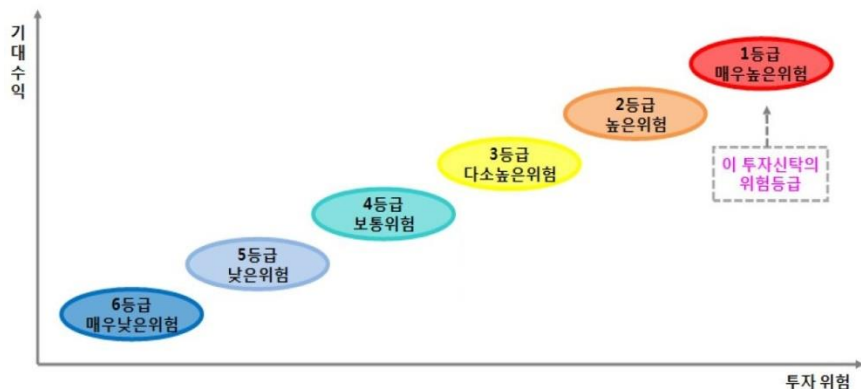 기대수익
1등급
매우높은위험
2등급
높은위험
3등급
다소높은위험
이 투자신탁의
위험등급
4등급
보통위험
5등급
낮은위험
6등급
매우낮은위험
투자 위험